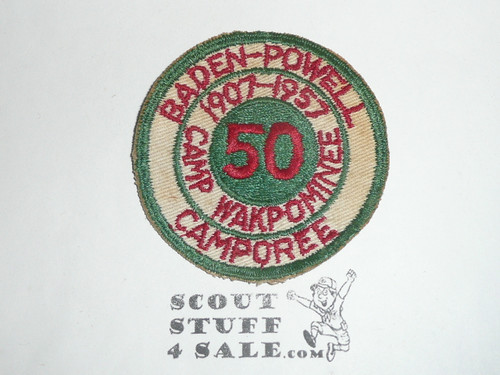 BADEN-POWELL
1907-1957
50
CAMP WAKPOMINEE
CAMPOREE
SCOUT
STUFF
4 SALE.com